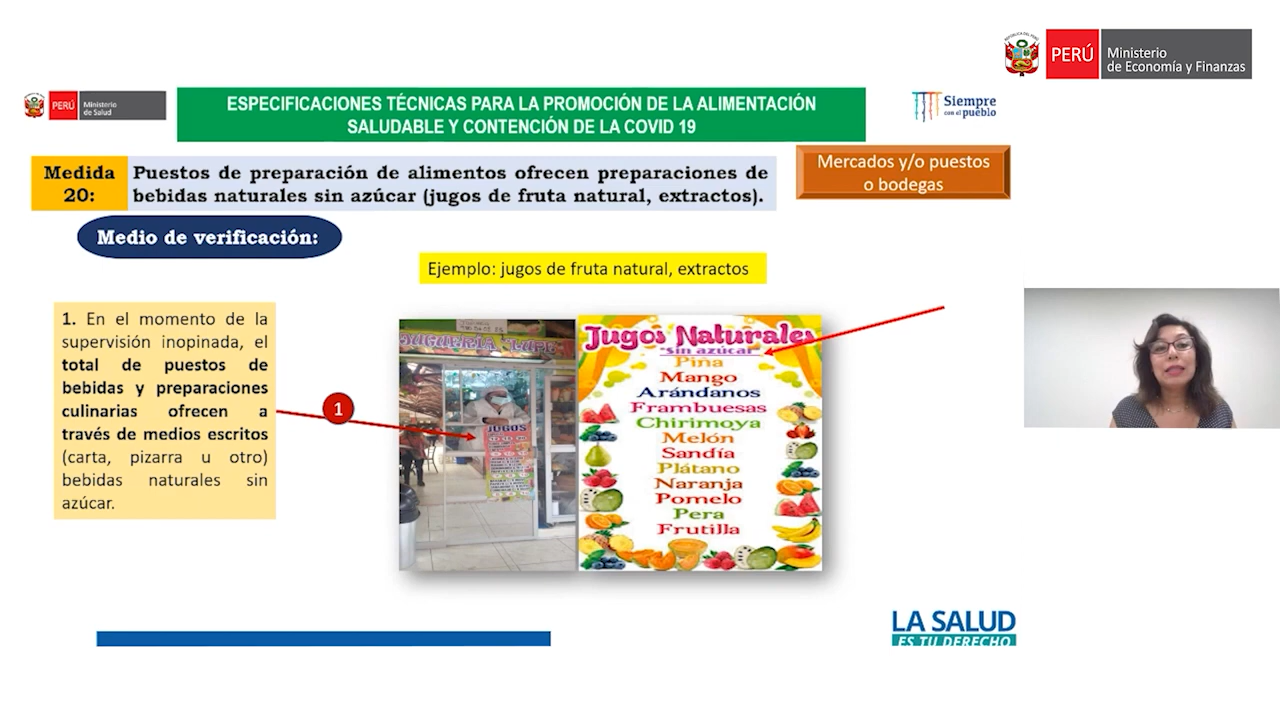 PERÚ
Ministerio
de Economía y Finanzas
PERÚ
Ministerio
de Salud
ESPECIFICACIONES TÉCNICAS PARA LA PROMOCIÓN DE LA ALIMENTACIÓN
SALUDABLE Y CONTENCIÓN DE LA COVID 19
Siempre
con el pueblo
Medida
20:
Puestos de preparación de alimentos ofrecen preparaciones de
bebidas naturales sin azúcar (jugos de fruta natural, extractos).
Mercados y/o puestos
o bodegas
Medio de verificación:
Ejemplo: jugos de fruta natural, extractos
1. En el momento de la
supervisión inopinada, el
total de puestos de
bebidas y preparaciones
culinarias ofrecen a
través de medios escritos
(carta, pizarra u otro)
bebidas naturales sin
azúcar.
1
JUGUERIA "LUPE"
JUGOS
Jugos Naturales
"sin azúcar"
Piña
Mango
Arándanos
Frambuesas
Chirimoya
Melón
Sandía
Plátano
Naranja
Pomelo
Pera
Frutilla
LA SALUD
ES TU DERECHO